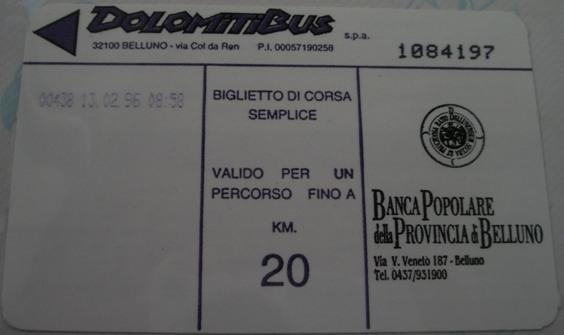 DOLOMITIBUS s.p.a.
32100 BELLUNO - via Col da Ren P.I. 00057190258
1084197
00438 13.02.96 08:58
BIGLIETTO DI CORSA
SEMPLICE
VALIDO PER UN
PERCORSO FINO A
KM.
20
BANCA POPOLARE
della PROVINCIA di BELLUNO
Via V. Veneto 187 - Belluno
Tel. 0437/931900